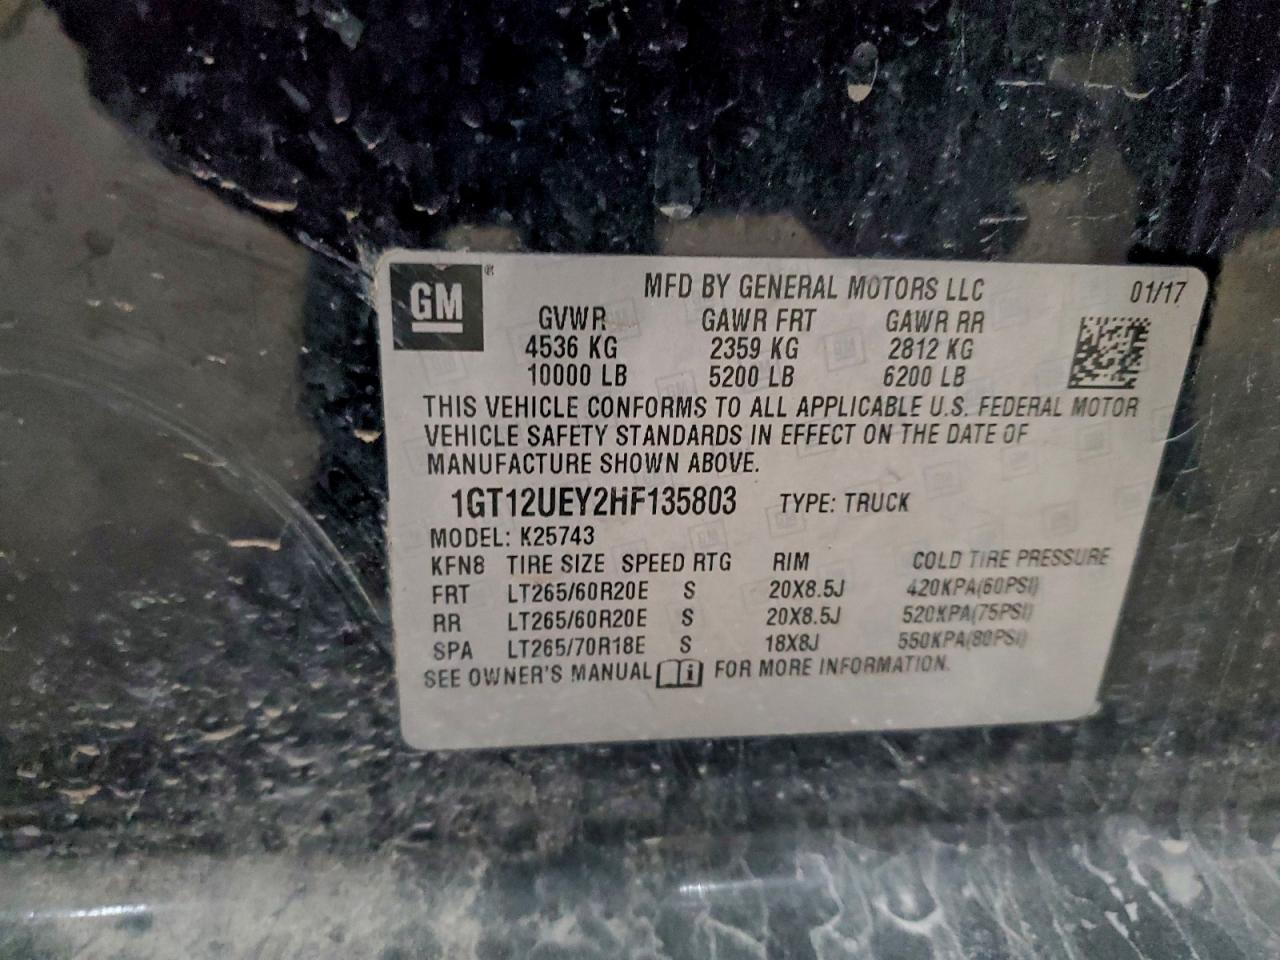 GM ®
MFD BY GENERAL MOTORS LLC 01/17
GVWR GAWR FRT GAWR RR
4536 KG 2359 KG 2812 KG
10000 LB 5200 LB 6200 LB
THIS VEHICLE CONFORMS TO ALL APPLICABLE U.S. FEDERAL MOTOR
VEHICLE SAFETY STANDARDS IN EFFECT ON THE DATE OF
MANUFACTURE SHOWN ABOVE.
1GT12UEY2HF135803 TYPE: TRUCK
MODEL: K25743
KFN8 TIRE SIZE SPEED RTG RIM COLD TIRE PRESSURE
FRT LT265/60R20E S 20X8.5J 420KPA(60PSI)
RR LT265/60R20E S 20X8.5J 520KPA(75PSI)
SPA LT265/70R18E S 18X8J 550KPA(80PSI)
SEE OWNER'S MANUAL i FOR MORE INFORMATION.